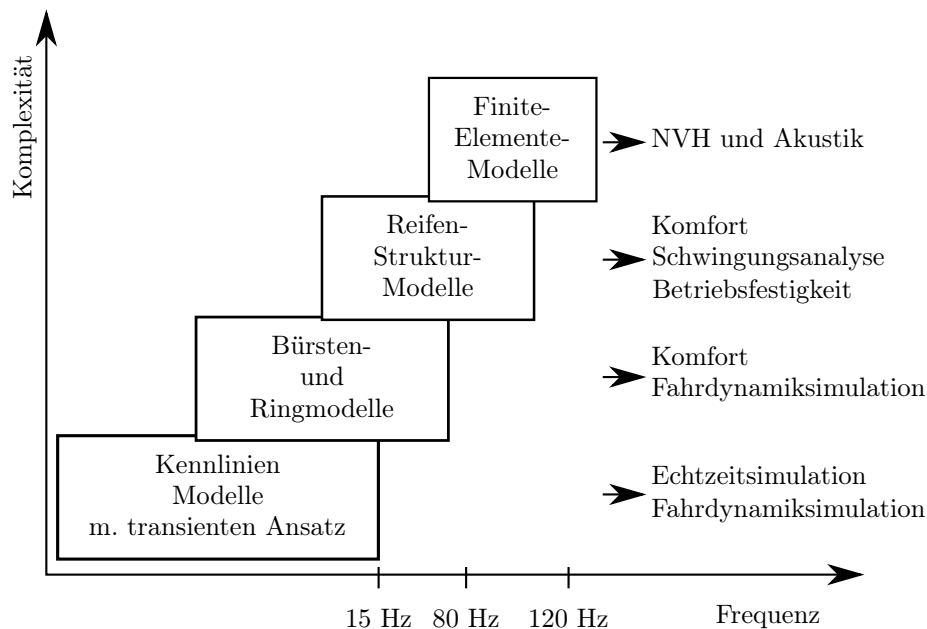 Komplexität
Finite-
Elemente-
Modelle
NVH und Akustik
Reifen-
Struktur-
Modelle
Komfort
Schwingungsanalyse
Betriebsfestigkeit
Bürsten-
und
Ringmodelle
Komfort
Fahrdynamiksimulation
Kennlinien
Modelle
m. transienten Ansatz
Echtzeitsimulation
Fahrdynamiksimulation
15 Hz 80 Hz 120 Hz Frequenz